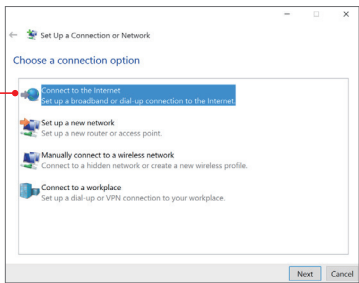 Set Up a Connection or Network
Choose a connection option
Connect to the Internet
Set up a broadband or dial-up connection to the Internet.
Set up a new network
Set up a new router or access point.
Manually connect to a wireless network
Connect to a hidden network or create a new wireless profile.
Connect to a workplace
Set up a dial-up or VPN connection to your workplace.
Next Cancel